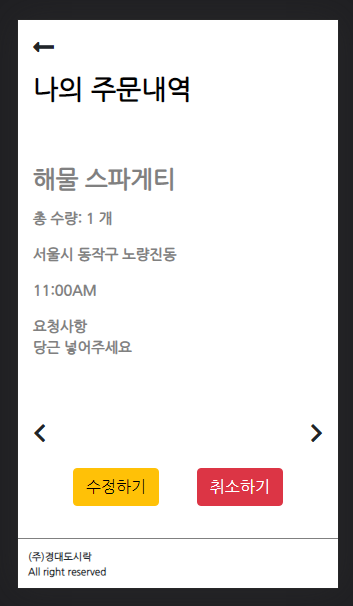 나의 주문내역
해물 스파게티
총 수량: 1 개
서울시 동작구 노량진동
11:00AM
요청사항
당근 넣어주세요
수정하기 취소하기
(주)경대도시락
All right reserved